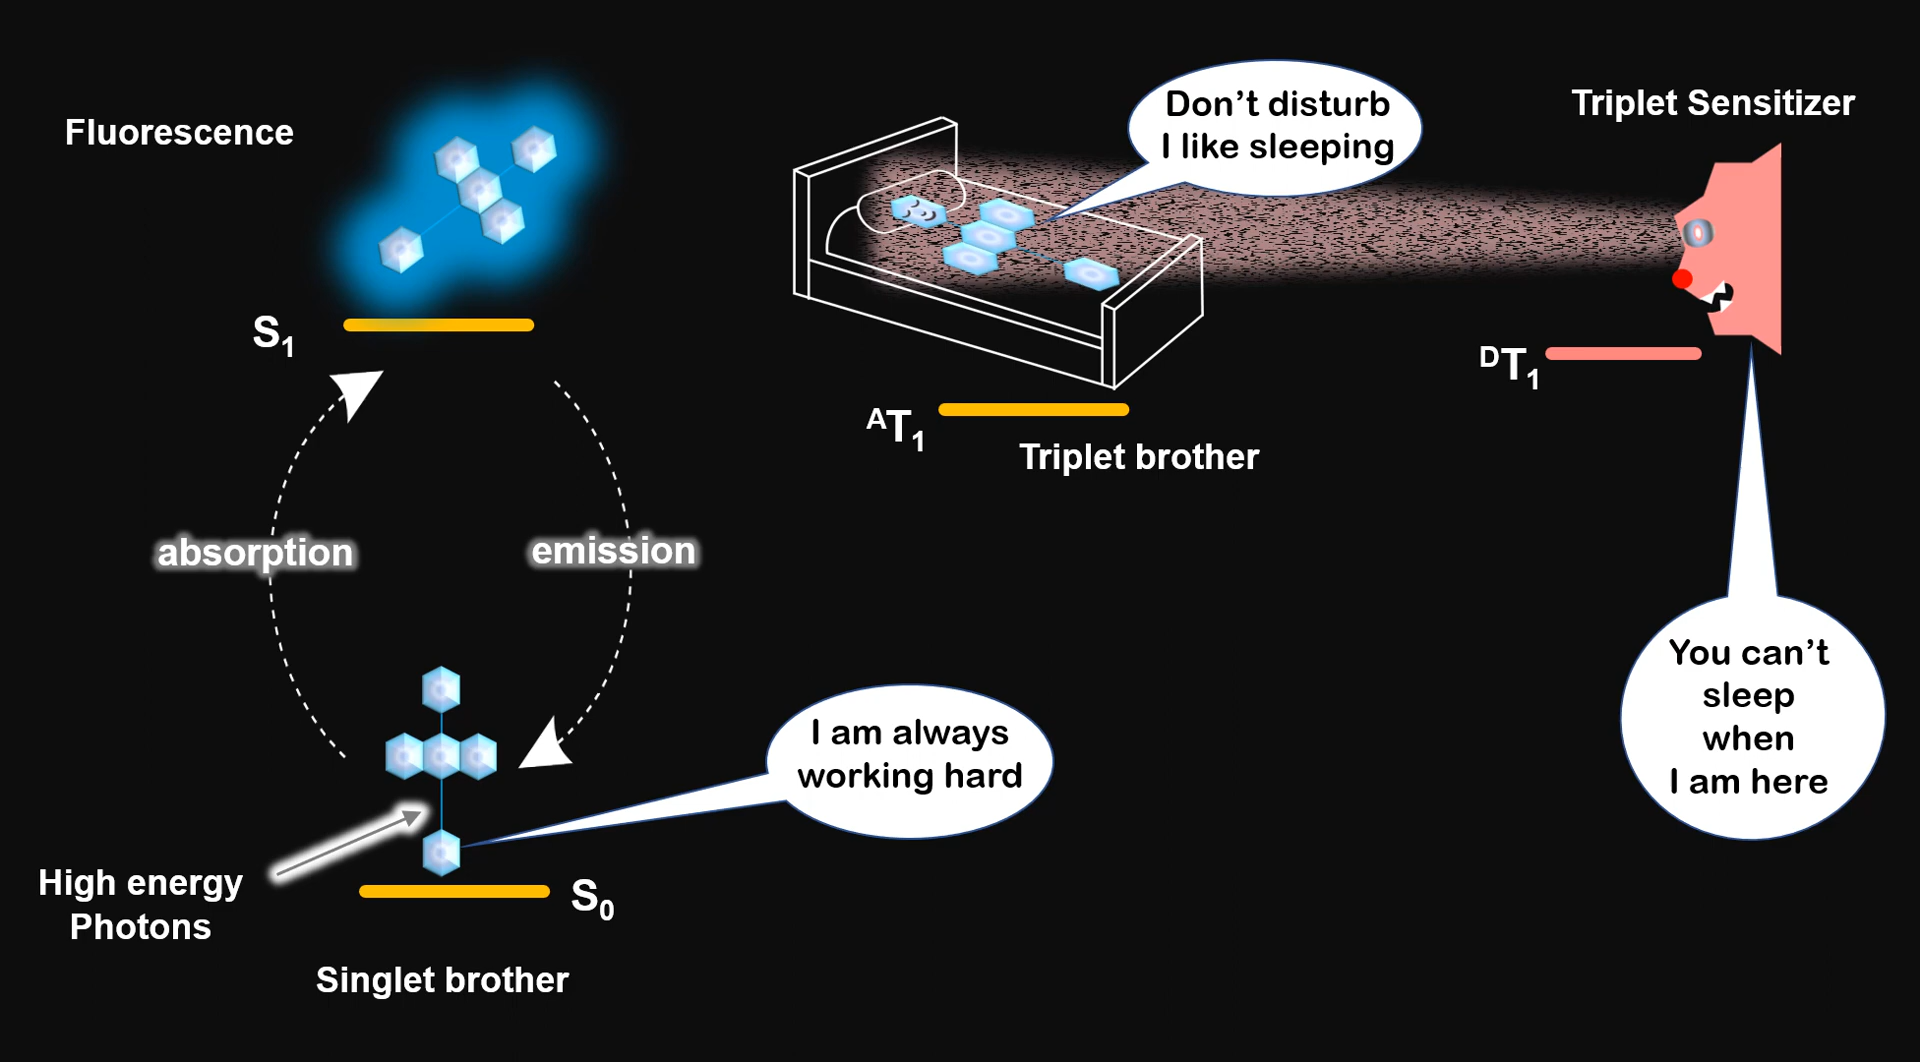 Fluorescence
Don't disturb
I like sleeping
Triplet Sensitizer
S₁
ᴰT₁
ᴬT₁
Triplet brother
absorption
emission
You can't
sleep
when
I am here
I am always
working hard
High energy
Photons
S₀
Singlet brother